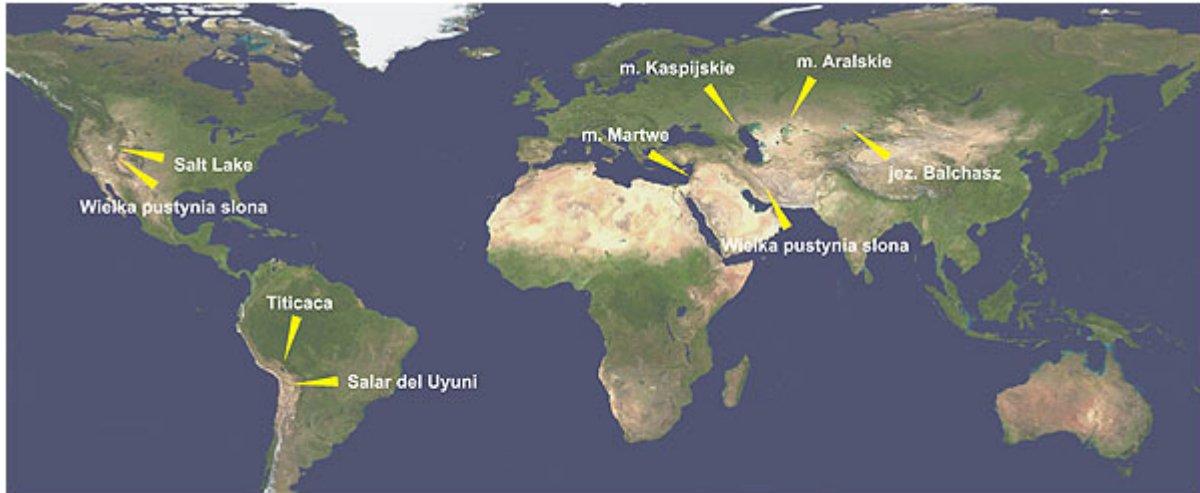 m. Kaspijskie
m. Aralskie
m. Martwe
Salt Lake
jez. Balchasz
Wielka pustynia slona
Wielka pustynia slona
Titicaca
Salar del Uyuni